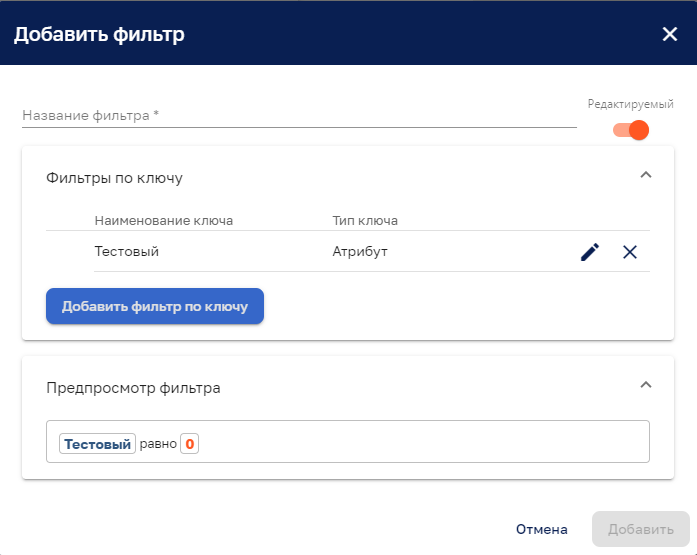 Добавить фильтр
Название фильтра *
Редактируемый
Фильтры по ключу
Наименование ключа Тип ключа
Тестовый Атрибут
Добавить фильтр по ключу
Предпросмотр фильтра
Тестовый равно 0
Отмена Добавить